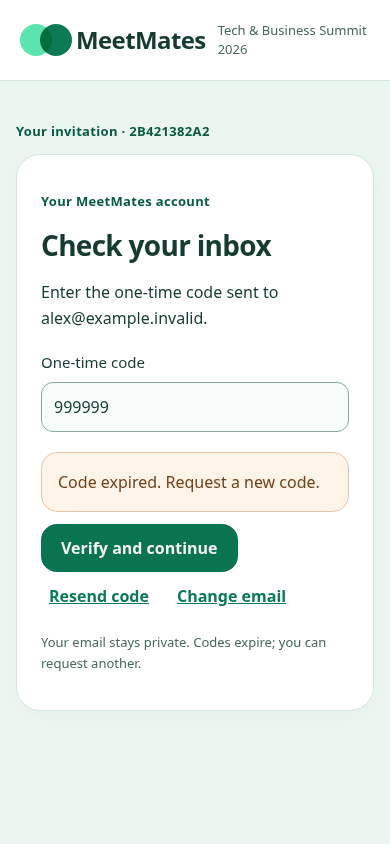 MeetMates
Tech & Business Summit
2026
Your invitation · 2B421382A2
Your MeetMates account
Check your inbox
Enter the one-time code sent to
alex@example.invalid.
One-time code
999999
Code expired. Request a new code.
Verify and continue
Resend code
Change email
Your email stays private. Codes expire; you can
request another.